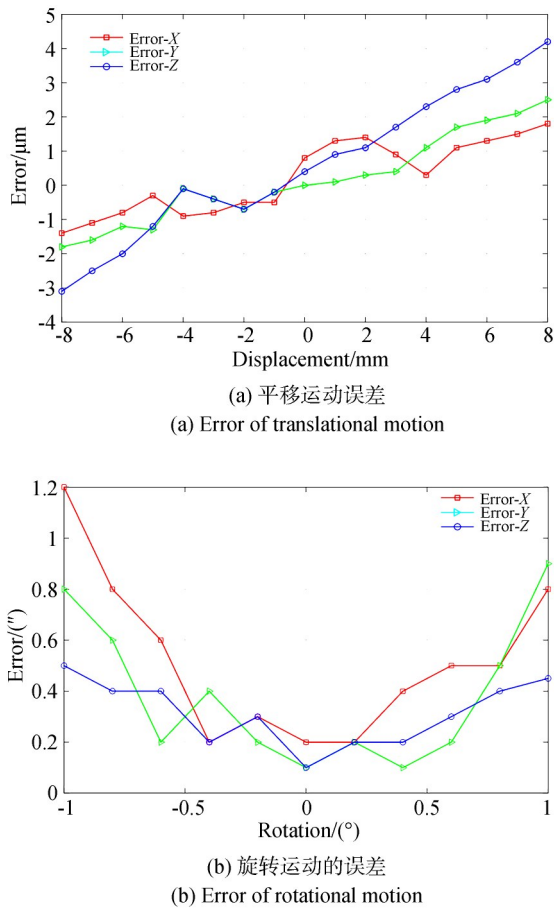 5
4
3
2
1
0
-1
-2
-3
-4
Error/μm
Error-X
Error-Y
Error-Z
-8 -6 -4 -2 0 2 4 6 8
Displacement/mm
(a) 平移运动误差
(a) Error of translational motion
1.2
1
0.8
0.6
0.4
0.2
0
Error/(″)
Error-X
Error-Y
Error-Z
-1 -0.5 0 0.5 1
Rotation/(°)
(b) 旋转运动的误差
(b) Error of rotational motion